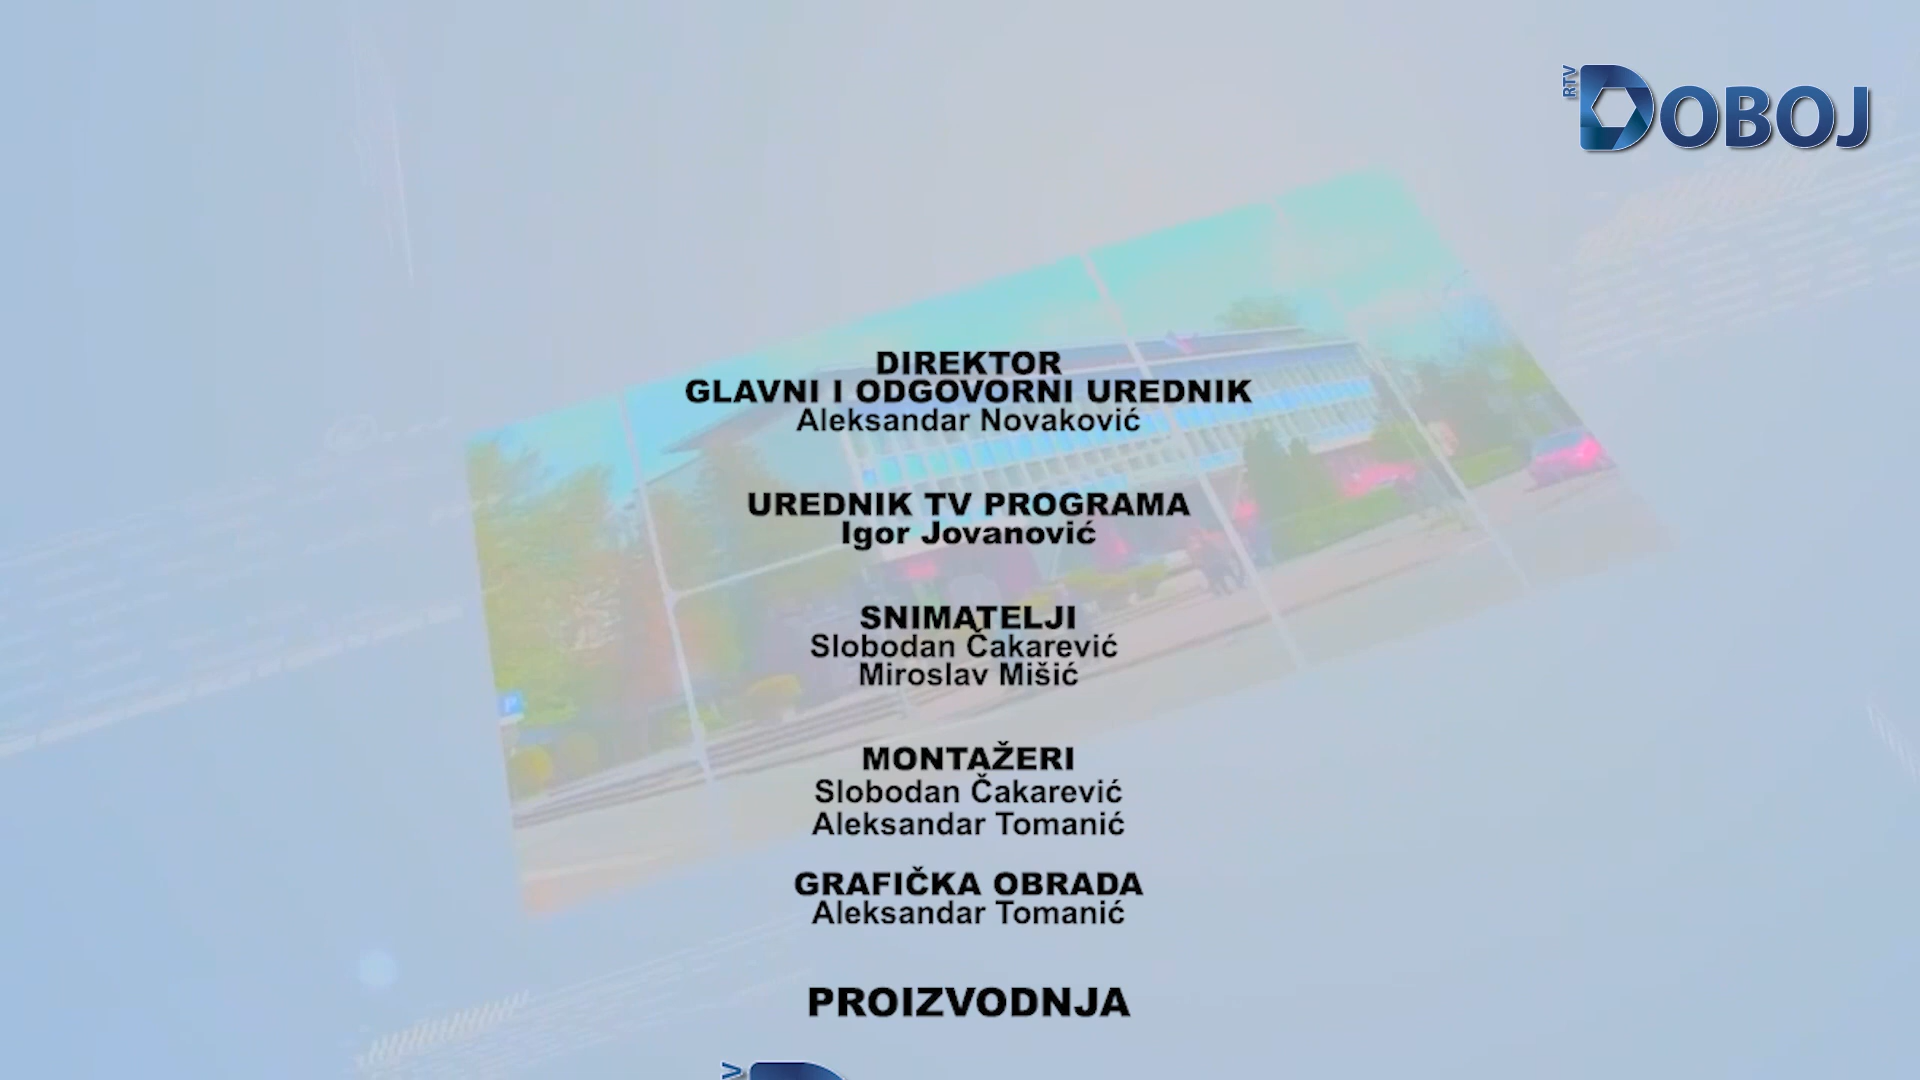 RTV DOBOJ
DIREKTOR
GLAVNI I ODGOVORNI UREDNIK
Aleksandar Novaković
UREDNIK TV PROGRAMA
Igor Jovanović
SNIMATELJI
Slobodan Čakarević
Miroslav Mišić
MONTAŽERI
Slobodan Čakarević
Aleksandar Tomanić
GRAFIČKA OBRADA
Aleksandar Tomanić
PROIZVODNJA